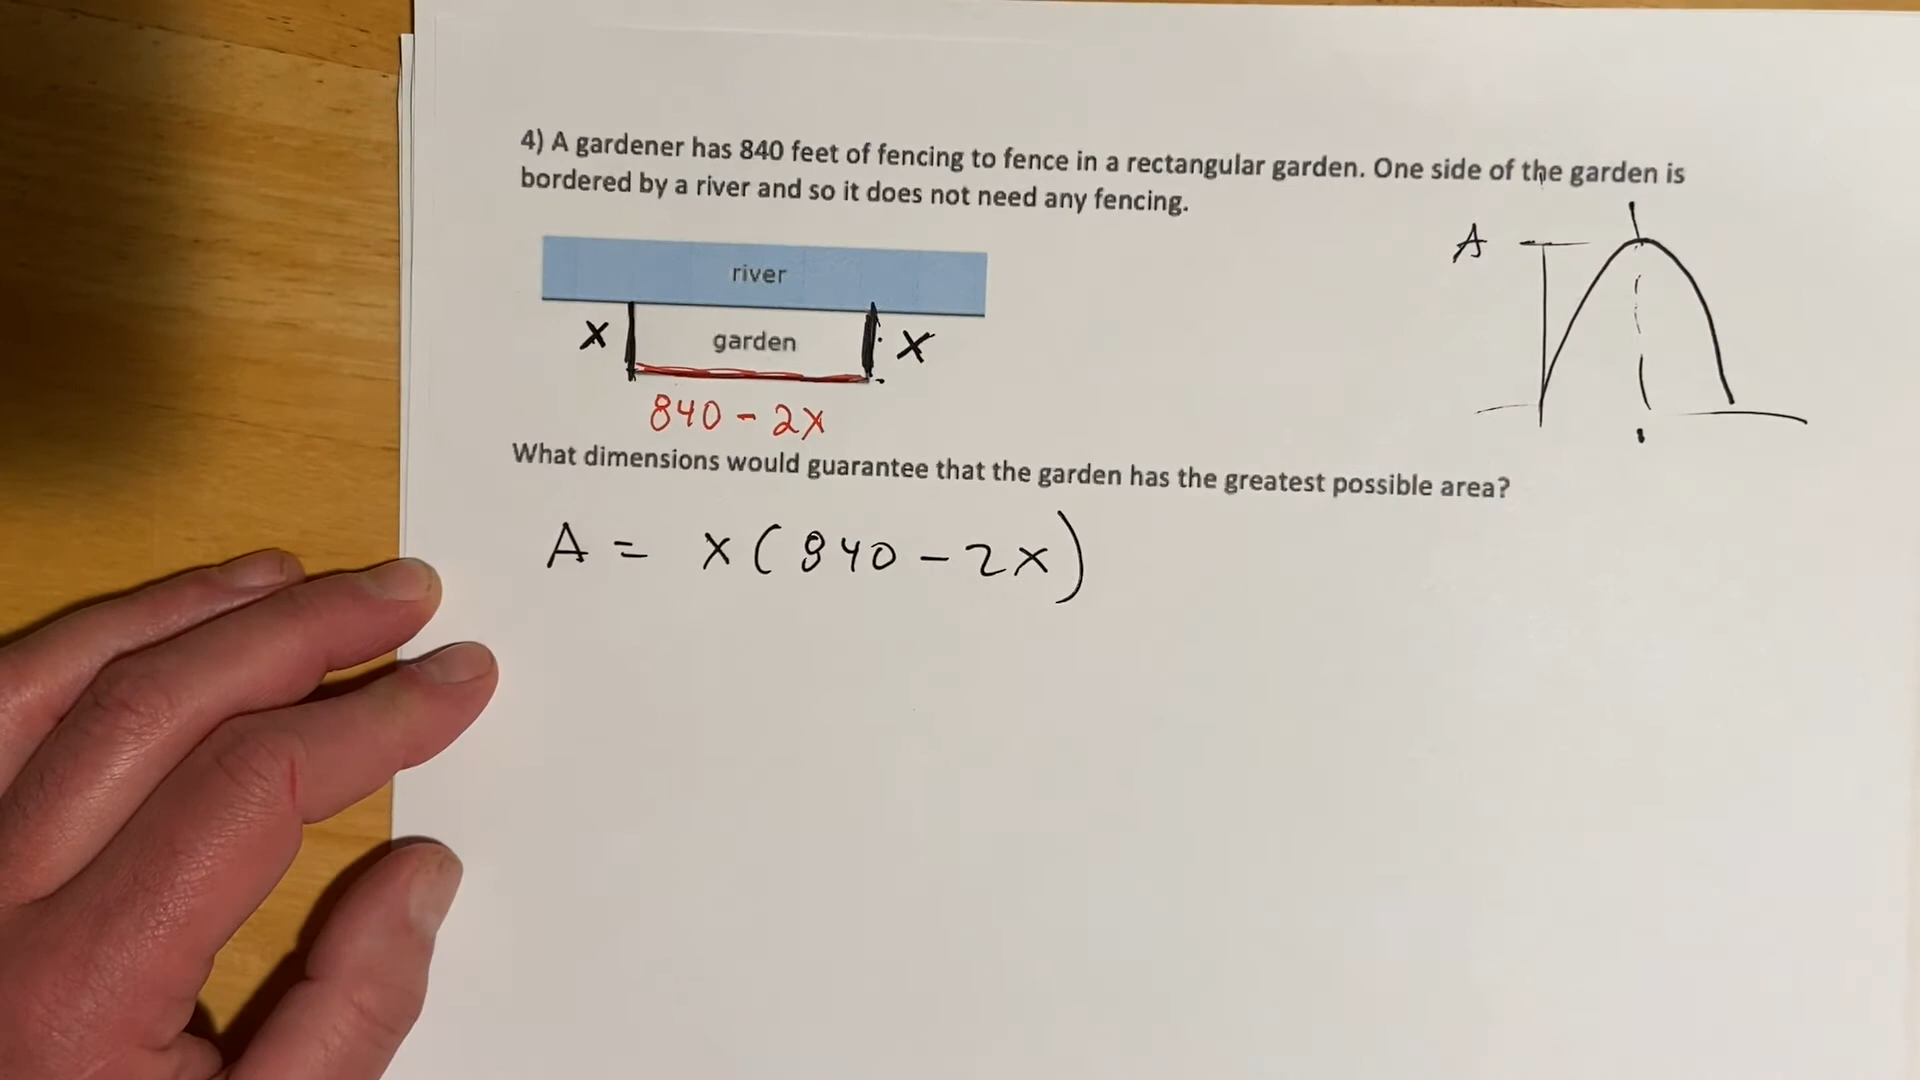 4) A gardener has 840 feet of fencing to fence in a rectangular garden. One side of the garden is
bordered by a river and so it does not need any fencing.
river
A
X garden X
840 - 2X
What dimensions would guarantee that the garden has the greatest possible area?
A = x(840-2x)